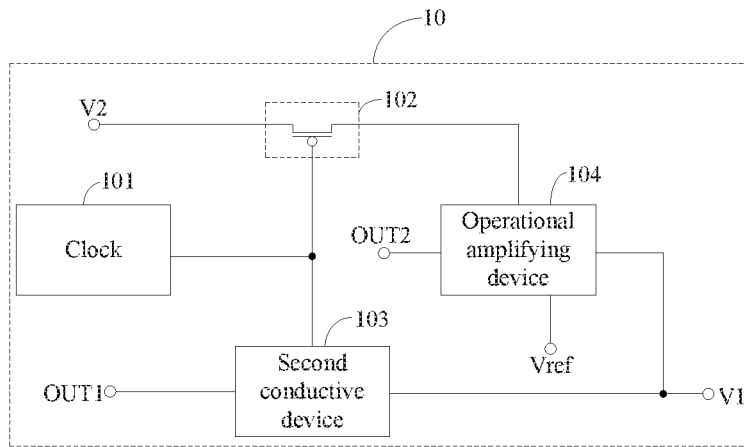 10
V2
102
101
Clock
104
Operational
amplifying
device
OUT2
103
Second
conductive
device
Vref
OUT1
V1